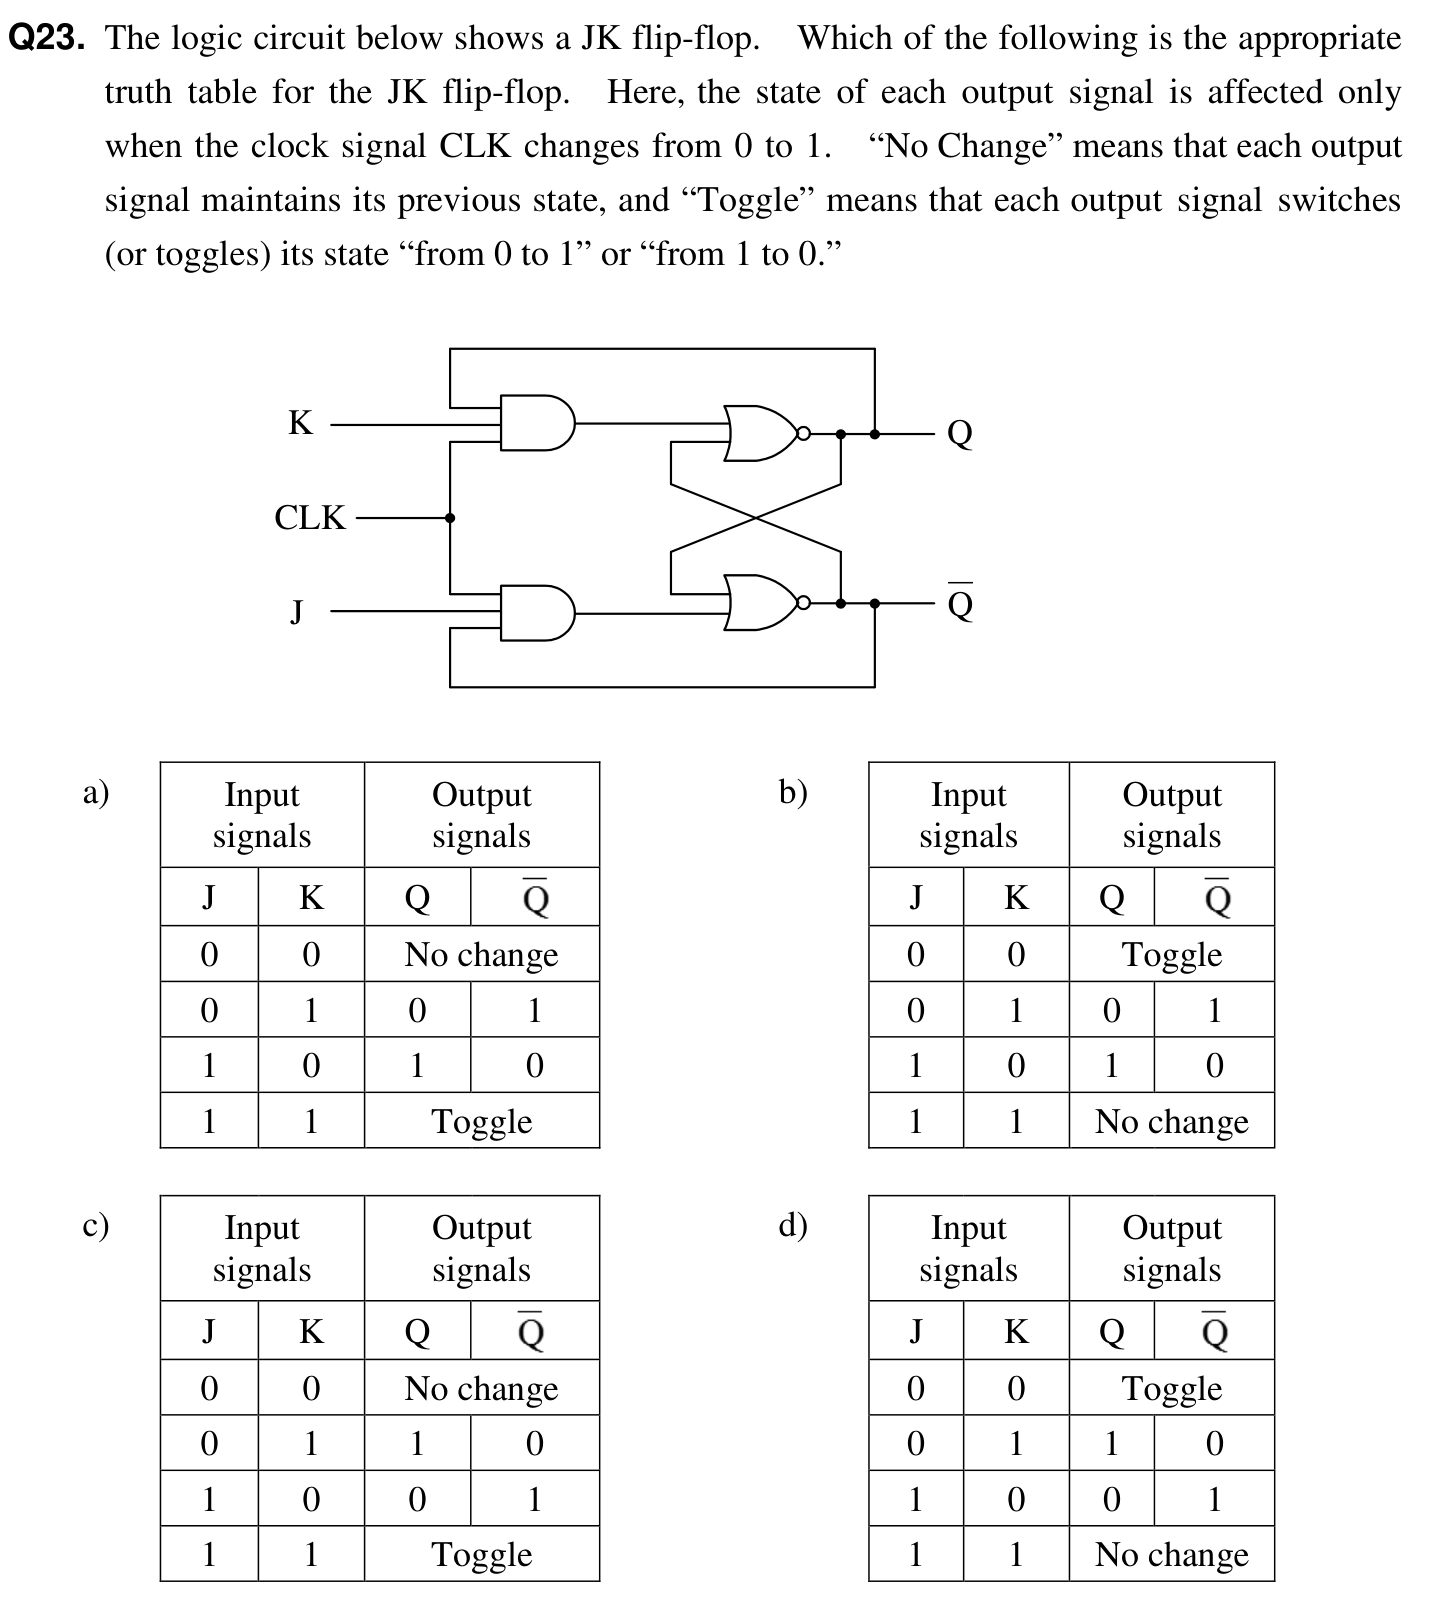 Q23. The logic circuit below shows a JK flip-flop. Which of the following is the appropriate
truth table for the JK flip-flop. Here, the state of each output signal is affected only
when the clock signal CLK changes from 0 to 1. “No Change” means that each output
signal maintains its previous state, and “Toggle” means that each output signal switches
(or toggles) its state “from 0 to 1” or “from 1 to 0.”
K
Q
CLK
J
Q̅
a)
Input signals Output signals
J K Q Q̅
0 0 No change
0 1 0 1
1 0 1 0
1 1 Toggle
b)
Input signals Output signals
J K Q Q̅
0 0 Toggle
0 1 0 1
1 0 1 0
1 1 No change
c)
Input signals Output signals
J K Q Q̅
0 0 No change
0 1 1 0
1 0 0 1
1 1 Toggle
d)
Input signals Output signals
J K Q Q̅
0 0 Toggle
0 1 1 0
1 0 0 1
1 1 No change